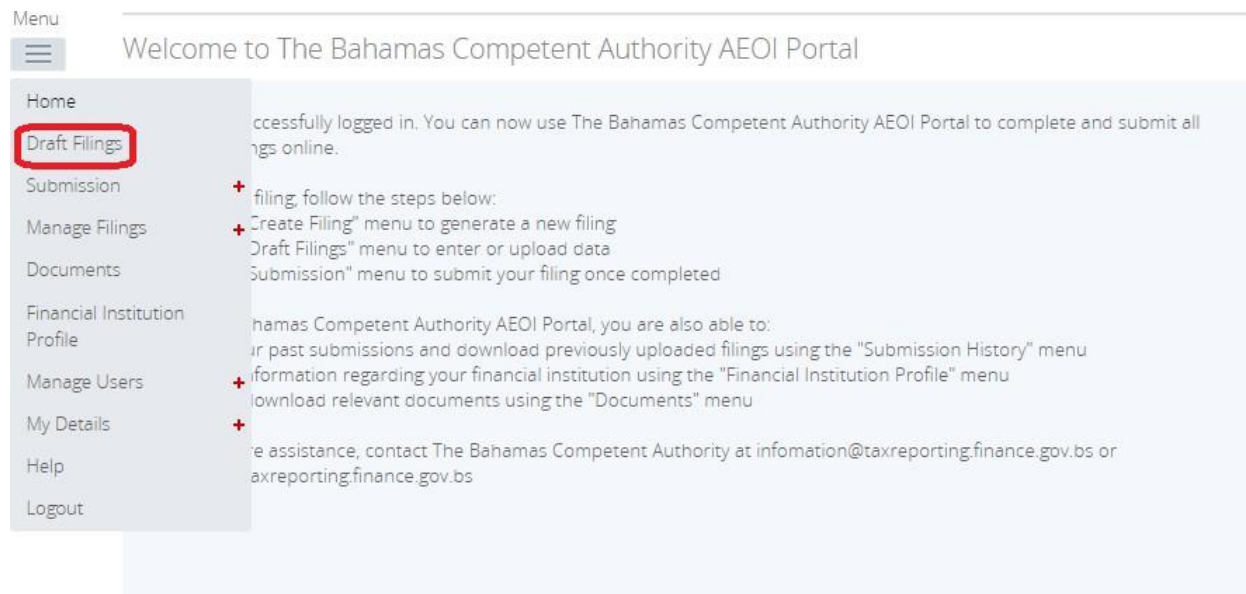 Menu
Welcome to The Bahamas Competent Authority AEOI Portal
Home
Draft Filings
Submission
Manage Filings
Documents
Financial Institution
Profile
Manage Users
My Details
Help
Logout
ccessfully logged in. You can now use The Bahamas Competent Authority AEOI Portal to complete and submit all
ngs online.
filing, follow the steps below:
Create Filing" menu to generate a new filing
Draft Filings" menu to enter or upload data
Submission" menu to submit your filing once completed
hamas Competent Authority AEOI Portal, you are also able to:
ur past submissions and download previously uploaded filings using the "Submission History" menu
nformation regarding your financial institution using the "Financial Institution Profile" menu
download relevant documents using the "Documents" menu
re assistance, contact The Bahamas Competent Authority at infomation@taxreporting.finance.gov.bs or
axreporting.finance.gov.bs